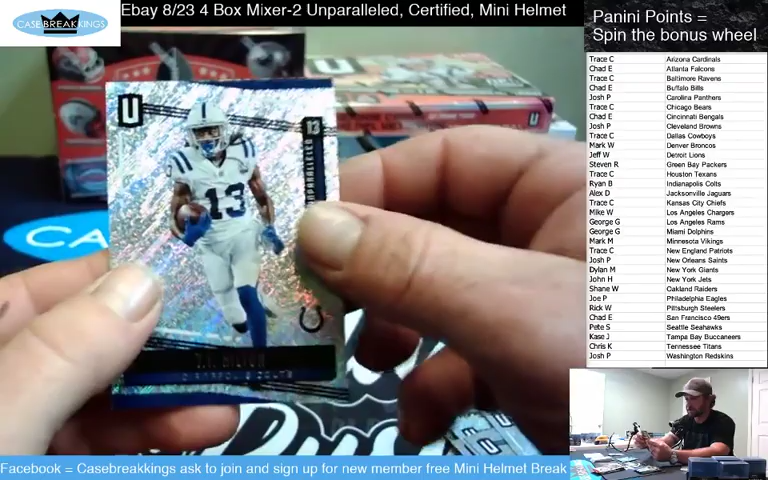 CASEBREAKKINGS
Ebay 8/23 4 Box Mixer-2 Unparalleled, Certified, Mini Helmet
Panini Points =
Spin the bonus wheel
Trace C Arizona Cardinals
Chad E Atlanta Falcons
Trace C Baltimore Ravens
Chad E Buffalo Bills
Josh P Carolina Panthers
Trace C Chicago Bears
Chad E Cincinnati Bengals
Josh P Cleveland Browns
Trace C Dallas Cowboys
Mark W Denver Broncos
Jeff W Detroit Lions
Steven R Green Bay Packers
Trace C Houston Texans
Ryan B Indianapolis Colts
Alex D Jacksonville Jaguars
Trace C Kansas City Chiefs
Mike W Los Angeles Chargers
George G Los Angeles Rams
George G Miami Dolphins
Mark M Minnesota Vikings
Trace C New England Patriots
Josh P New Orleans Saints
Dylan M New York Giants
John H New York Jets
Shane W Oakland Raiders
Joe P Philadelphia Eagles
Rick W Pittsburgh Steelers
Chad E San Francisco 49ers
Pete S Seattle Seahawks
Kase J Tampa Bay Buccaneers
Chris K Tennessee Titans
Josh P Washington Redskins
U
13
UNPARALLELED
13
T.Y. HILTON
CA
Facebook = Casebreakkings ask to join and sign up for new member free Mini Helmet Break